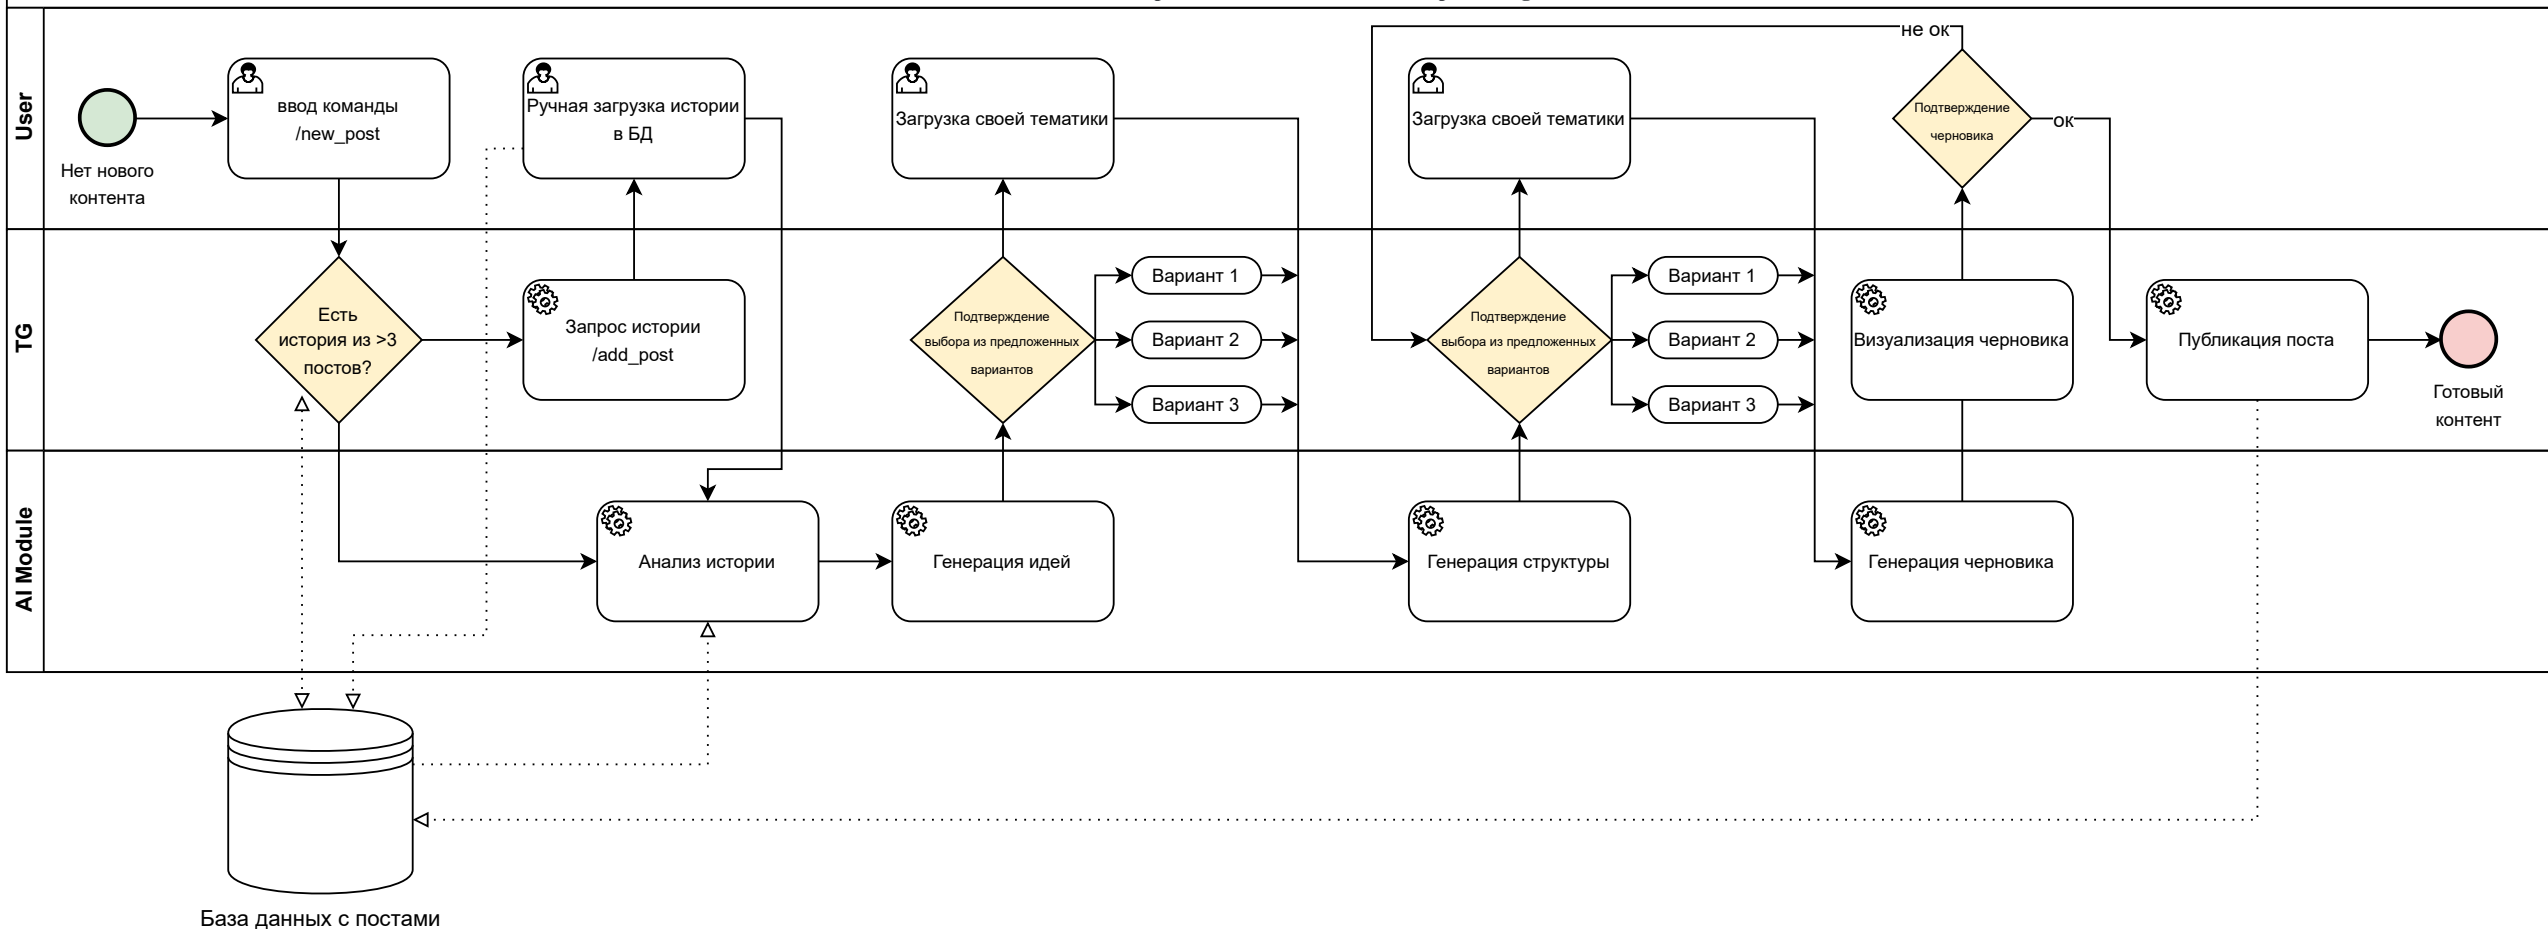 User
Нет нового
контента
ввод команды
/new_post
Ручная загрузка истории
в БД
Загрузка своей тематики
Загрузка своей тематики
не ок
Подтверждение
черновика
ок
TG
Есть
история из >3
постов?
Запрос истории
/add_post
Подтверждение
выбора из предложенных
вариантов
Вариант 1
Вариант 2
Вариант 3
Подтверждение
выбора из предложенных
вариантов
Вариант 1
Вариант 2
Вариант 3
Визуализация черновика
Публикация поста
Готовый
контент
AI Module
Анализ истории
Генерация идей
Генерация структуры
Генерация черновика
База данных с постами